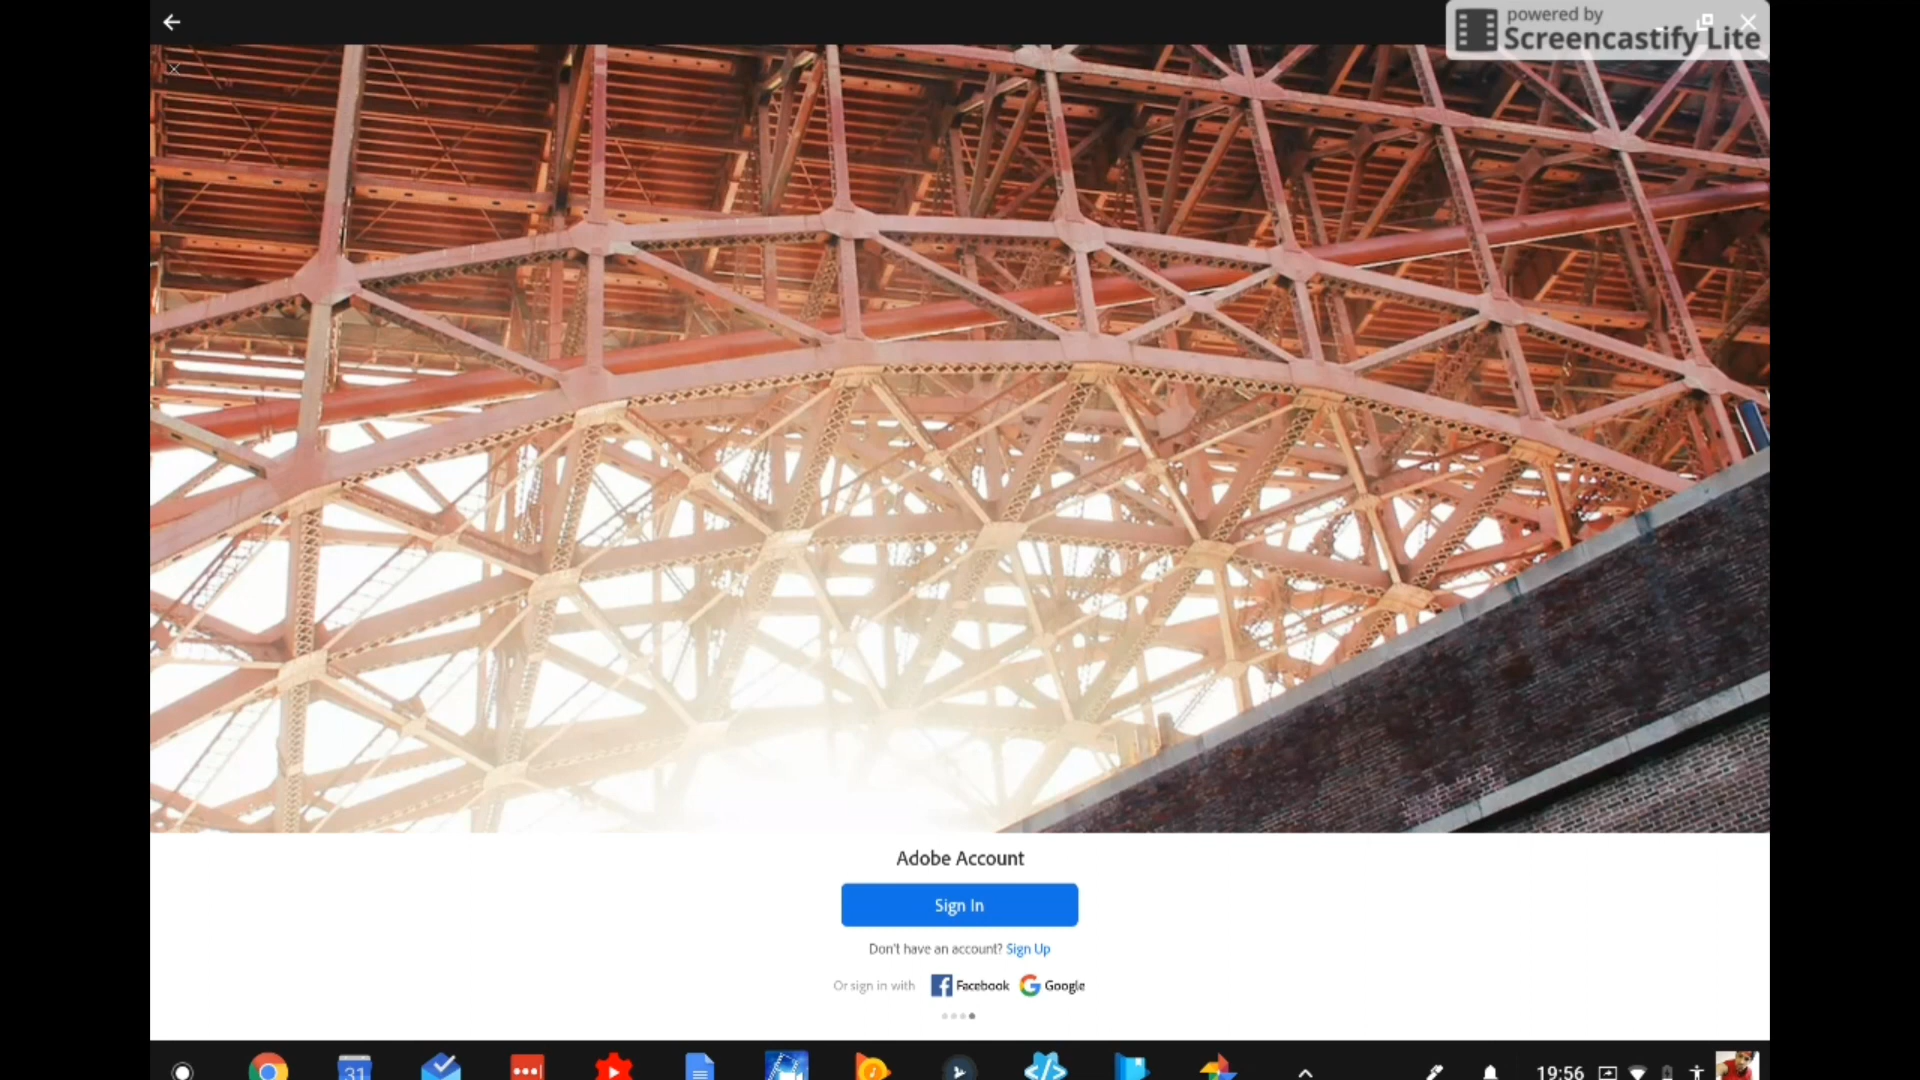 powered by
Screencastify Lite
Adobe Account
Sign In
Don't have an account? Sign Up
Or sign in with Facebook Google
31
19:56